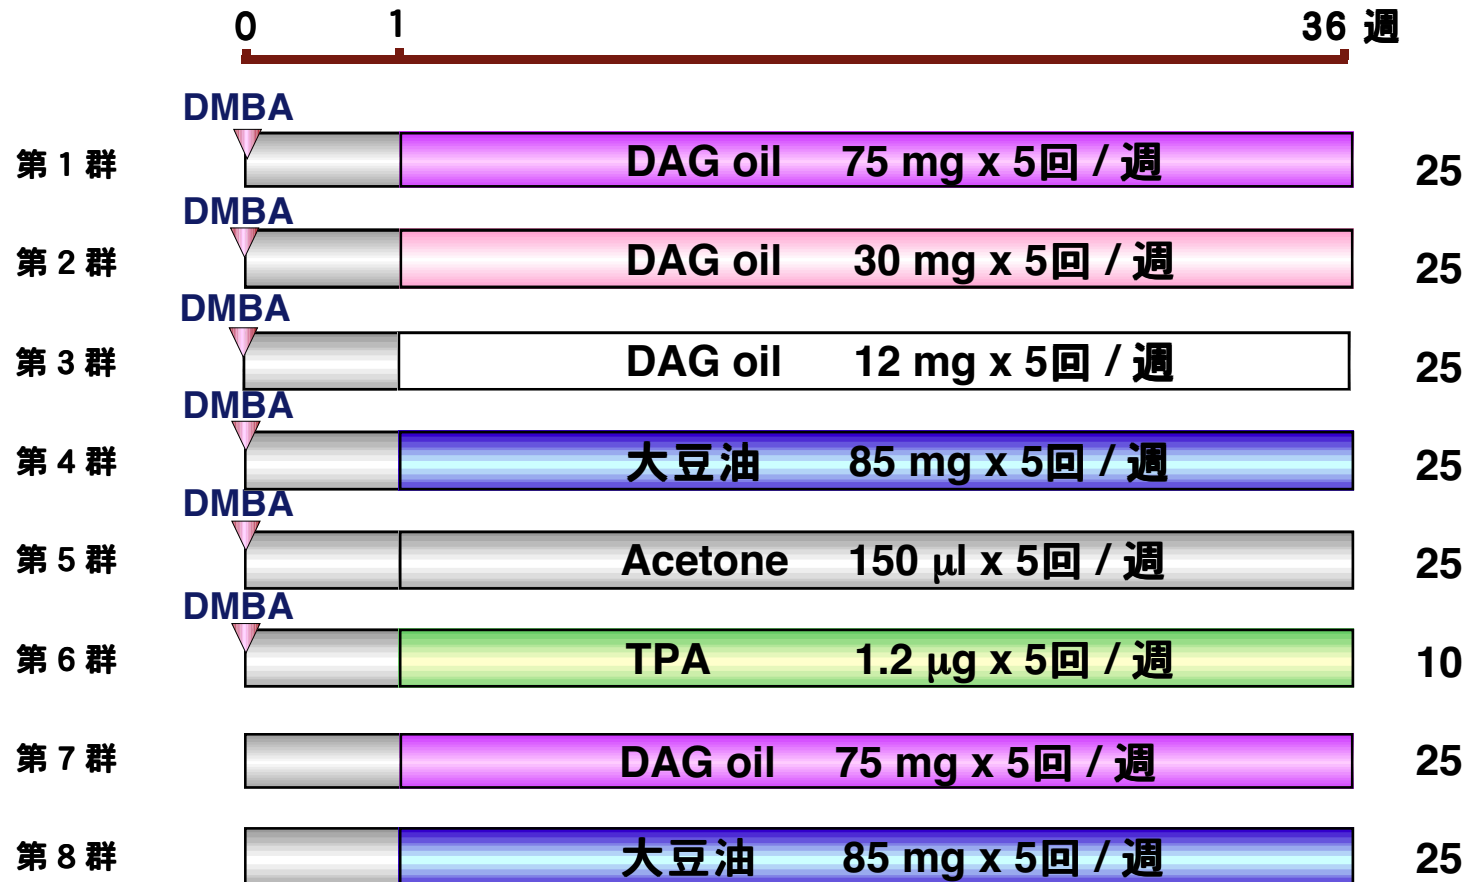 0 1 36 週
DMBA
第 1 群 DAG oil 75 mg x 5回 / 週 25
DMBA
第 2 群 DAG oil 30 mg x 5回 / 週 25
DMBA
第 3 群 DAG oil 12 mg x 5回 / 週 25
DMBA
第 4 群 大豆油 85 mg x 5回 / 週 25
DMBA
第 5 群 Acetone 150 μl x 5回 / 週 25
DMBA
第 6 群 TPA 1.2 μg x 5回 / 週 10
第 7 群 DAG oil 75 mg x 5回 / 週 25
第 8 群 大豆油 85 mg x 5回 / 週 25